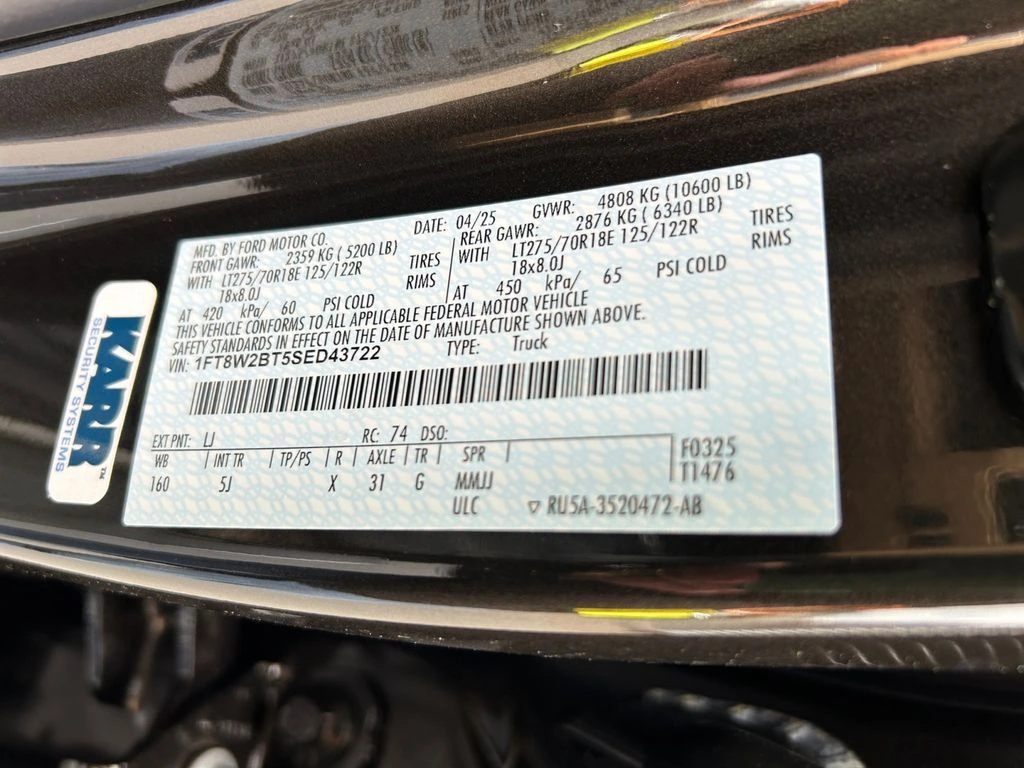 MFD. BY FORD MOTOR CO. DATE: 04/25 GVWR: 4808 KG (10600 LB)
FRONT GAWR: 2359 KG ( 5200 LB) REAR GAWR: 2876 KG ( 6340 LB)
WITH LT275/70R18E 125/122R TIRES WITH LT275/70R18E 125/122R TIRES
18x8.0J RIMS 18x8.0J RIMS
AT 420 kPa/ 60 PSI COLD AT 450 kPa/ 65 PSI COLD
THIS VEHICLE CONFORMS TO ALL APPLICABLE FEDERAL MOTOR VEHICLE
SAFETY STANDARDS IN EFFECT ON THE DATE OF MANUFACTURE SHOWN ABOVE.
VIN: 1FT8W2BT5SED43722 TYPE: Truck
EXT PNT: LJ RC: 74 DSO:
WB INT TR TP/PS R AXLE TR SPR F0325
160 5J X 31 G MMJJ T1476
ULC ▽ RU5A-3520472-AB
KARR™
SECURITY SYSTEMS